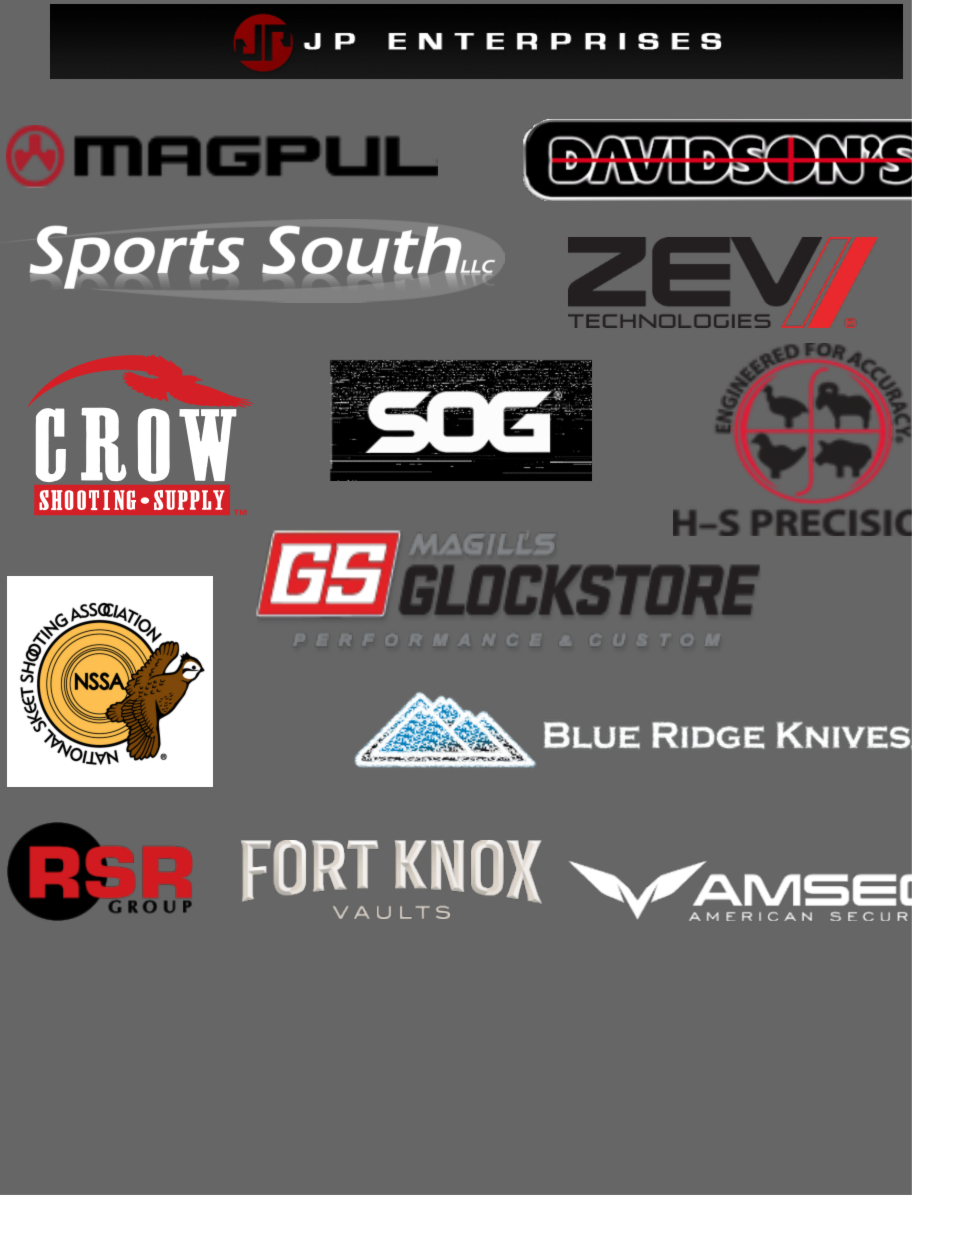 JP ENTERPRISES
MAGPUL
DAVIDSON'S
Sports South LLC
ZEV
TECHNOLOGIES ®
ENGINEERED FOR ACCURACY®
H-S PRECISIO
CROW
SHOOTING • SUPPLY ™
SOG®
GS MAGILL'S
GLOCKSTORE
PERFORMANCE & CUSTOM
NATIONAL SKEET SHOOTING ASSOCIATION
NSSA
®
BLUE RIDGE KNIVES
RSR
GROUP
FORT KNOX
VAULTS
AMSEC
AMERICAN SECUR